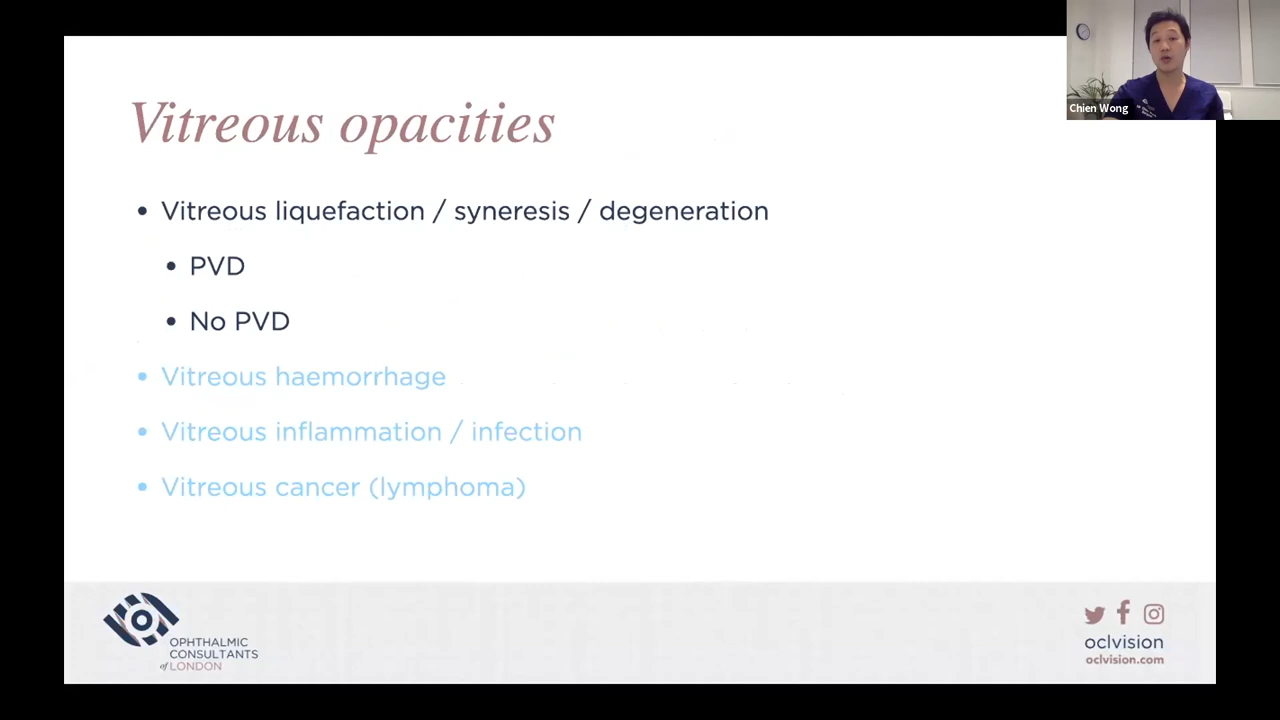 Vitreous opacities
Chien Wong
• Vitreous liquefaction / syneresis / degeneration
• PVD
• No PVD
• Vitreous haemorrhage
• Vitreous inflammation / infection
• Vitreous cancer (lymphoma)
OPHTHALMIC
CONSULTANTS
of LONDON
oclvision
oclvision.com